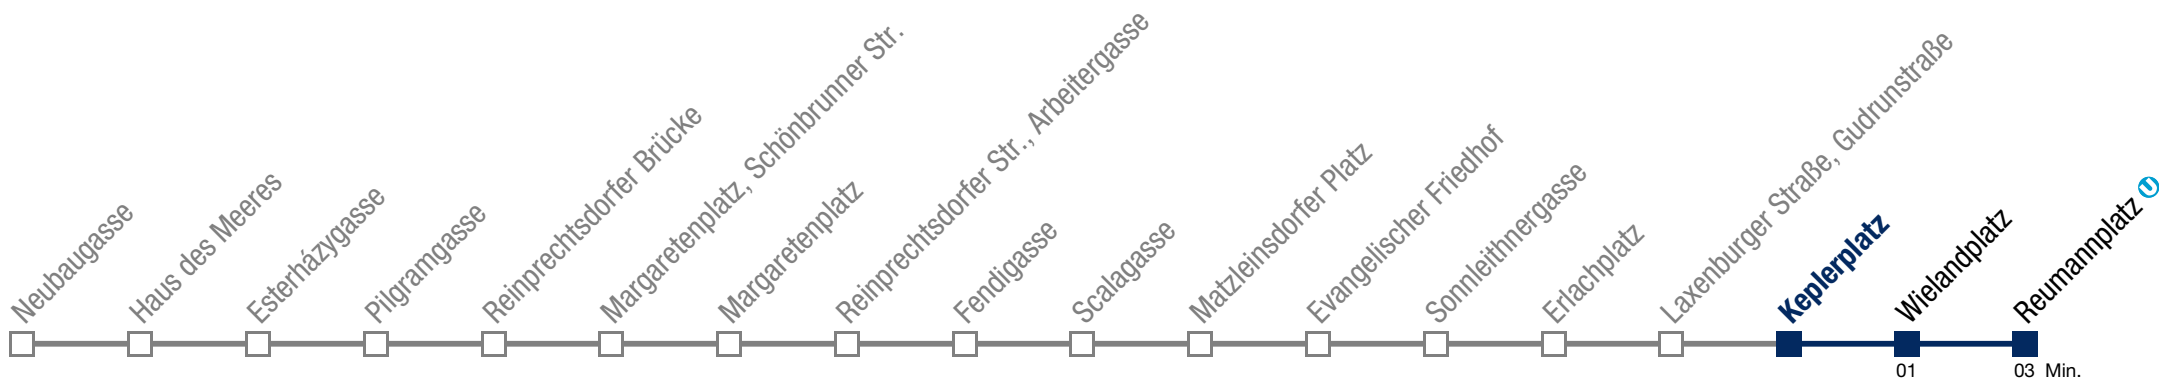 Neubaugasse
Haus des Meeres
Esterházygasse
Pilgramgasse
Reinprechtsdorfer Brücke
Margaretenplatz, Schönbrunner Str.
Margaretenplatz
Reinprechtsdorfer Str., Arbeitergasse
Fendigasse
Scalagasse
Matzleinsdorfer Platz
Evangelischer Friedhof
Sonnleithnergasse
Erlachplatz
Laxenburger Straße, Gudrunstraße
Keplerplatz
Wielandplatz
Reumannplatz U
01
03 Min.